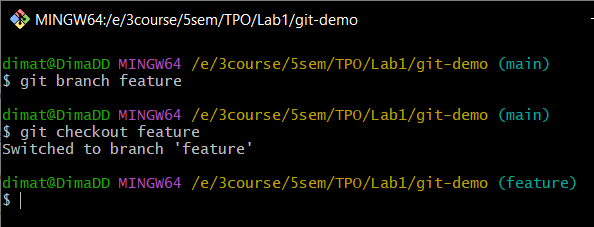 MINGW64:/e/3course/5sem/TPO/Lab1/git-demo
dimat@DimaDD MINGW64 /e/3course/5sem/TPO/Lab1/git-demo (main)
$ git branch feature
dimat@DimaDD MINGW64 /e/3course/5sem/TPO/Lab1/git-demo (main)
$ git checkout feature
Switched to branch 'feature'
dimat@DimaDD MINGW64 /e/3course/5sem/TPO/Lab1/git-demo (feature)
$